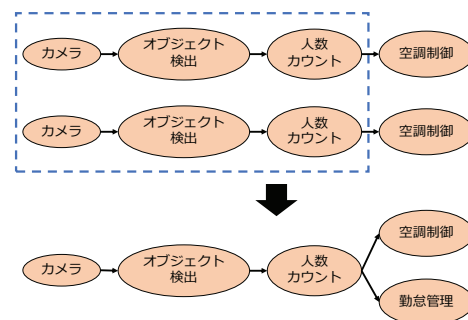 カメラ
オブジェクト
検出
人数
カウント
空調制御
カメラ
オブジェクト
検出
人数
カウント
空調制御
カメラ
オブジェクト
検出
人数
カウント
空調制御
勤怠管理